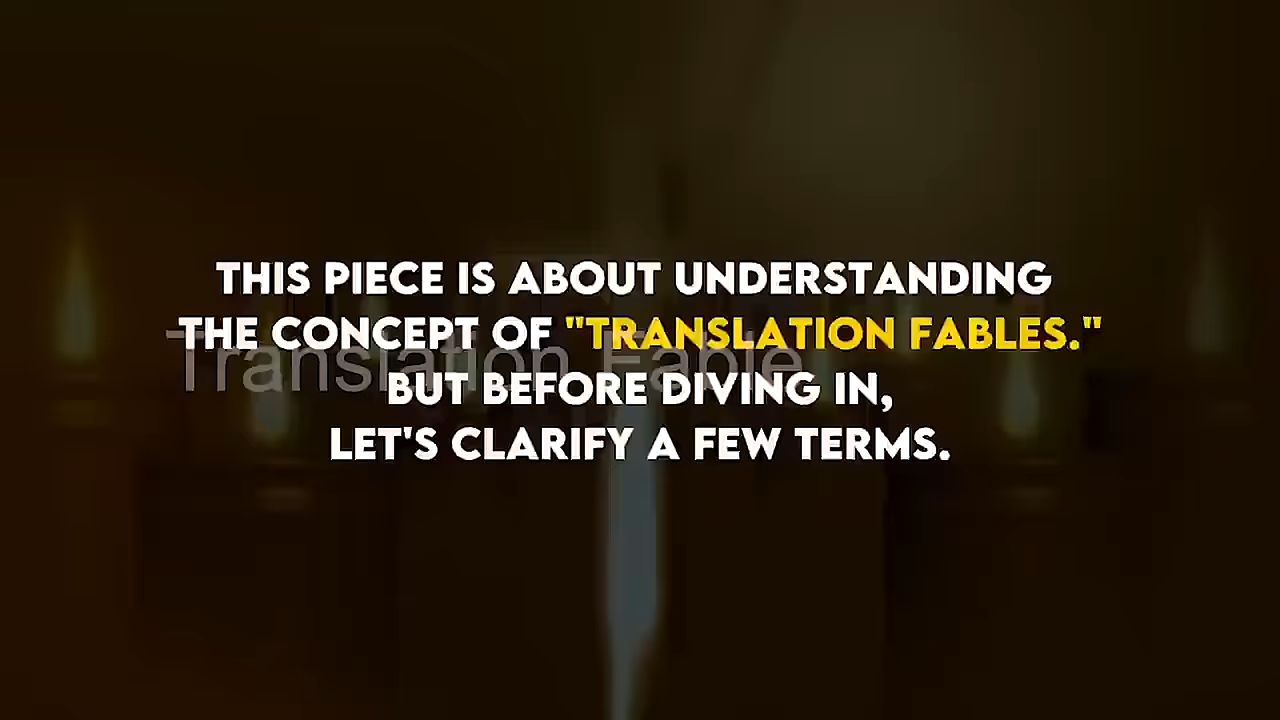 THIS PIECE IS ABOUT UNDERSTANDING
THE CONCEPT OF "TRANSLATION FABLES."
Translation Fable
BUT BEFORE DIVING IN,
LET'S CLARIFY A FEW TERMS.